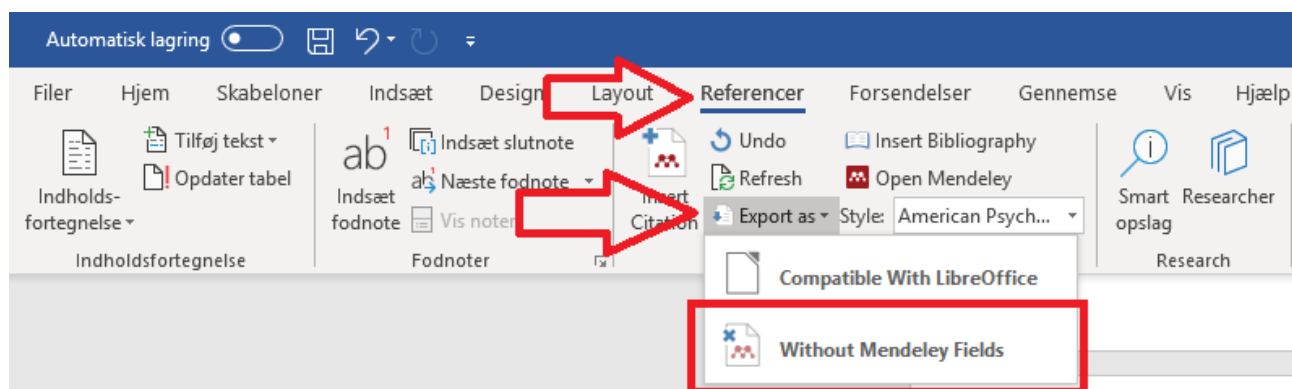 Automatisk lagring
Filer Hjem Skabeloner Indsæt Design Layout Referencer Forsendelser Gennemse Vis Hjælp
Indholds-
fortegnelse
Tilføj tekst
Opdater tabel
Indholdsfortegnelse
ab1
Indsæt
fodnote
Indsæt slutnote
Næste fodnote
Vis noter
Fodnoter
Insert
Citation
Undo
Refresh
Export as
Insert Bibliography
Open Mendeley
Style: American Psych...
Compatible With LibreOffice
Without Mendeley Fields
Smart
opslag
Researcher
Research